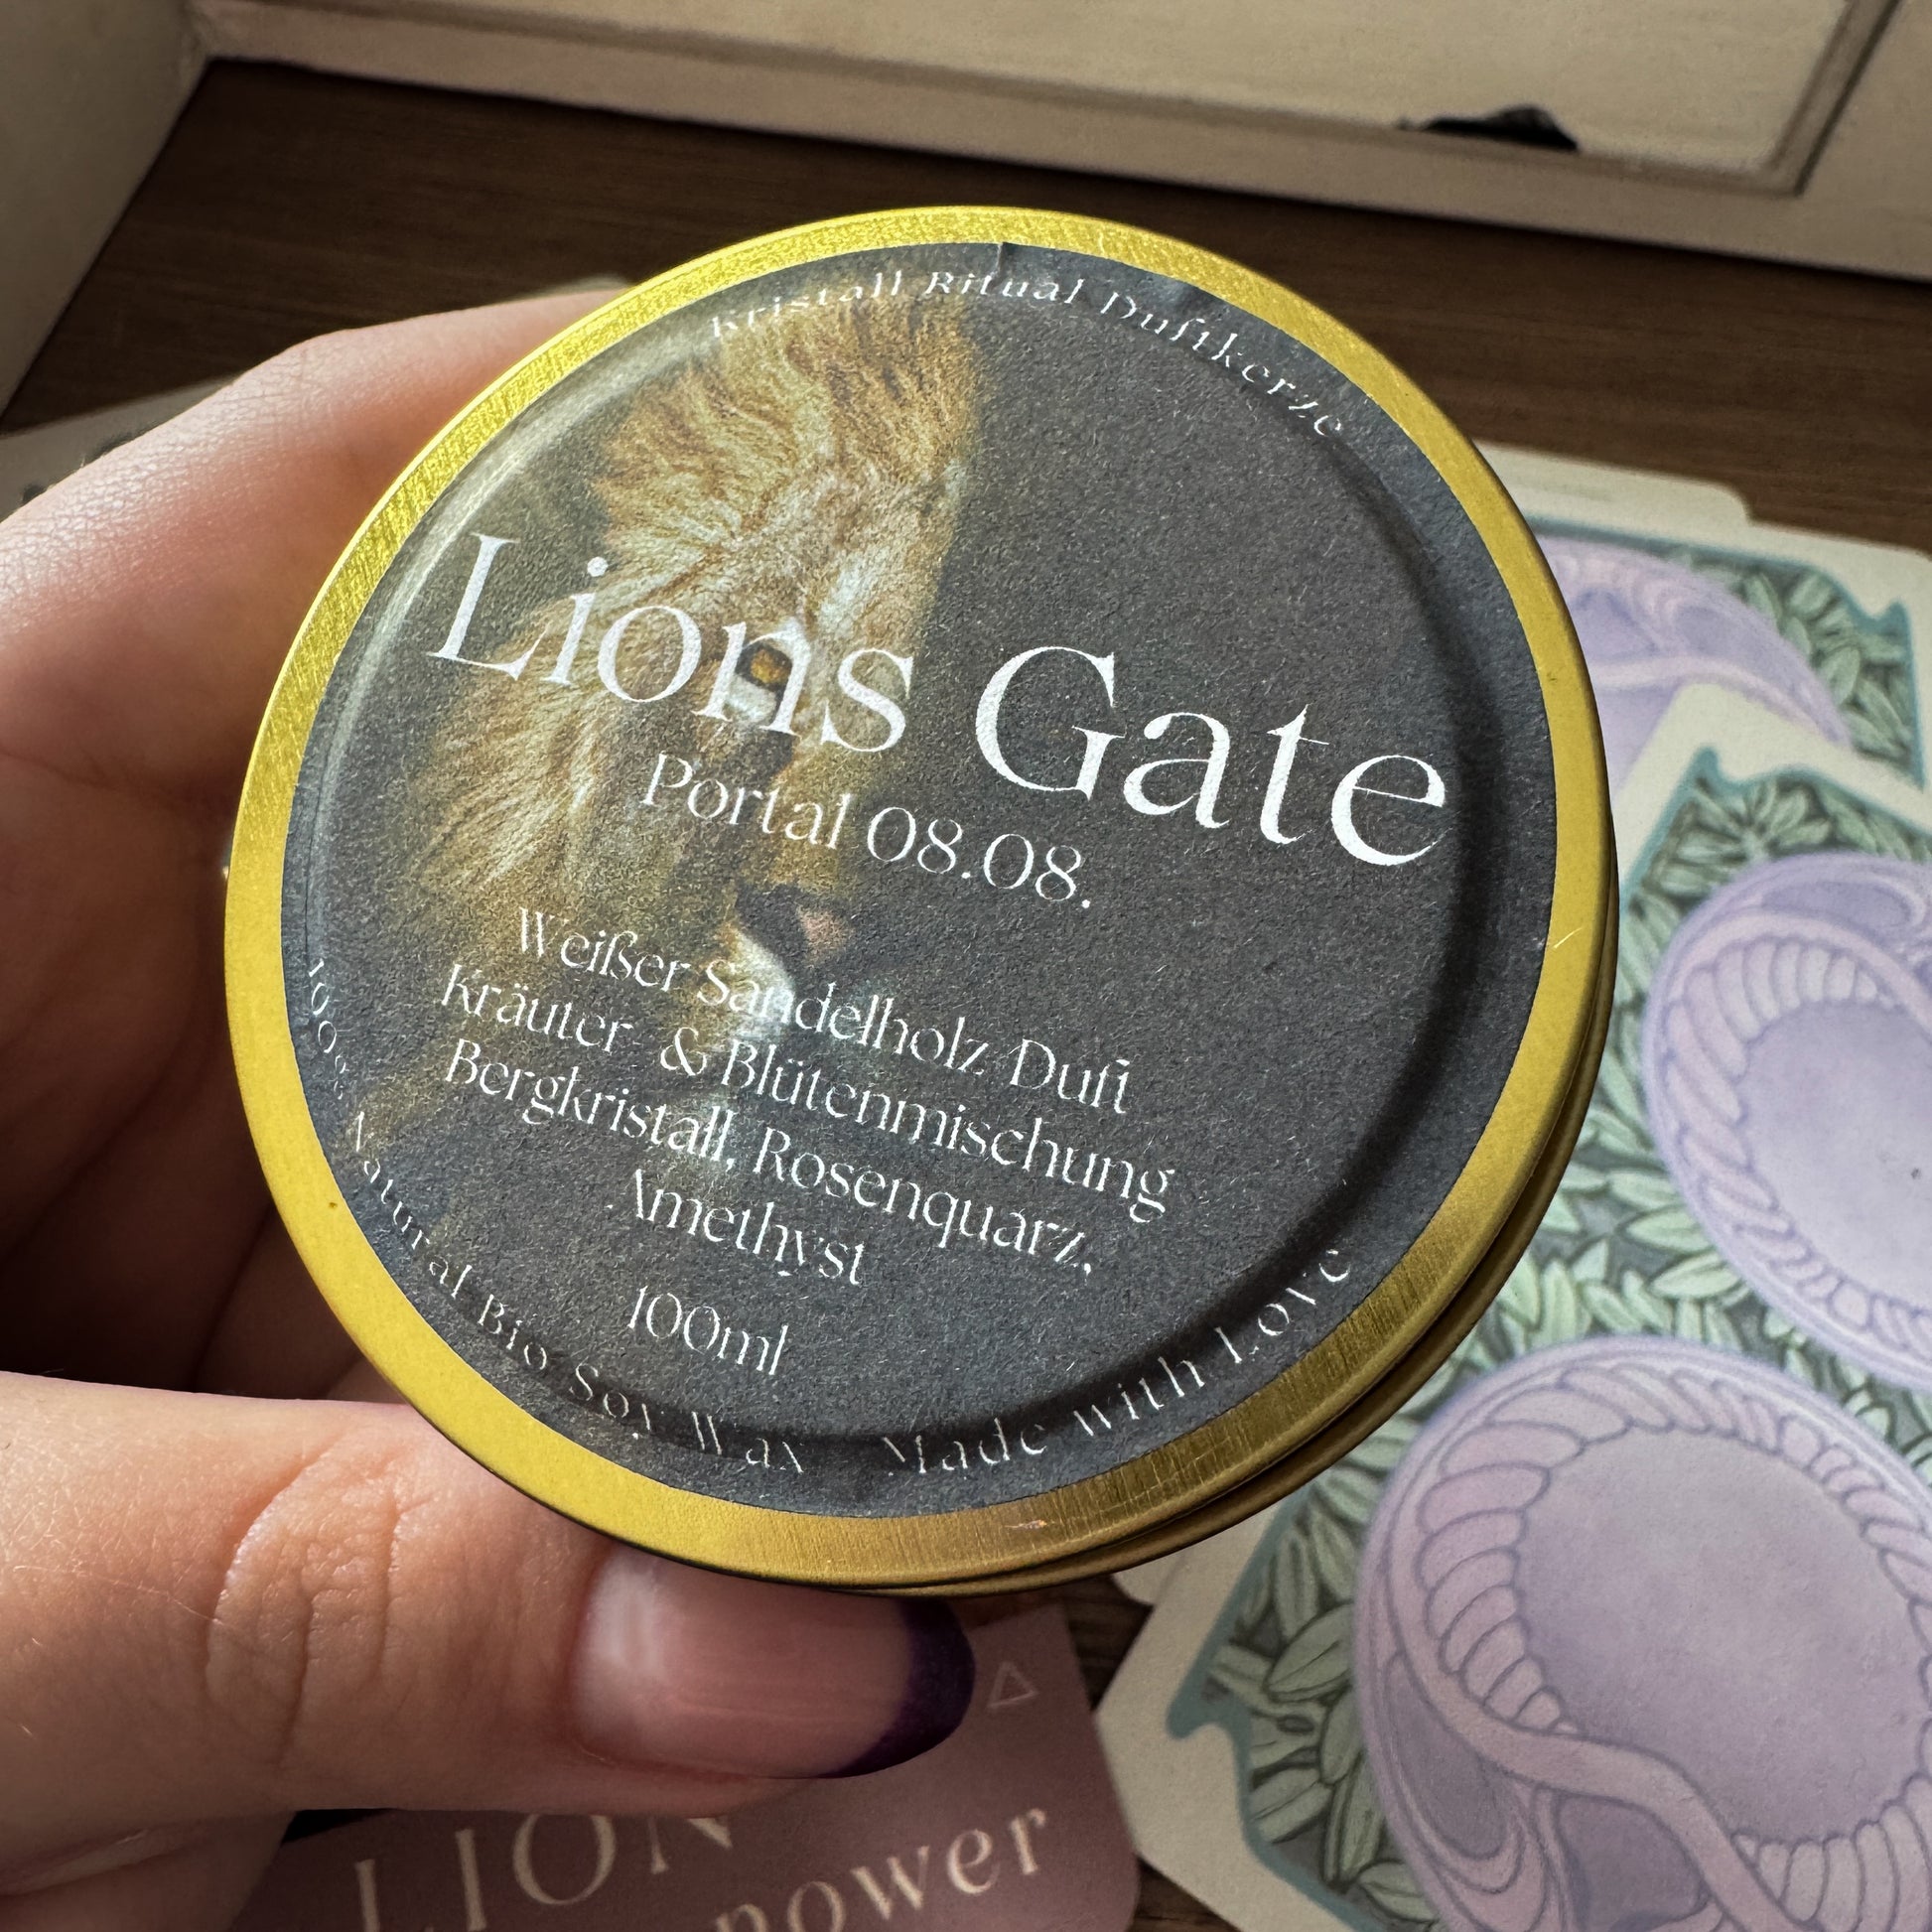 Kristall Ritual Duftkerze
Lions Gate
Portal 08.08.
Weißer Sandelholz Duft
Kräuter- & Blütenmischung
Bergkristall, Rosenquarz,
Amethyst
100ml
100% Natural Bio Soy Wax
Made with Love
LION
power